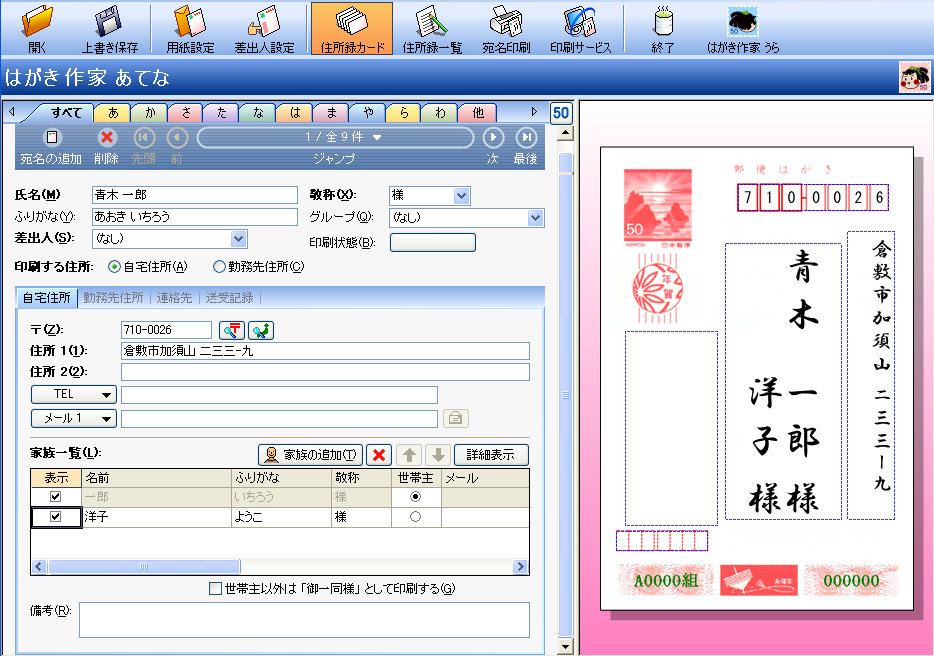 開く 上書き保存 用紙設定 差出人設定 住所録カード 住所録一覧 宛名印刷 印刷サービス 終了 はがき作家 うら
はがき作家 あてな
すべて あ か さ た な は ま や ら わ 他 50
1 / 全 9 件
宛名の追加 削除 先頭 前 ジャンプ 次 最後
氏名(M) 青木 一郎 敬称(X): 様
ふりがな(Y): あおき いちろう グループ(Q): (なし)
差出人(S): (なし) 印刷状態(B):
印刷する住所: 自宅住所(A) 勤務先住所(C)
自宅住所 勤務先住所 連絡先 送受記録
〒(Z): 710-0026
住所 1(1): 倉敷市加須山 二三三-九
住所 2(2):
TEL
メール 1
家族一覧(L): 家族の追加(T) 詳細表示
表示 名前 ふりがな 敬称 世帯主 メール
一郎 いちろう 様
洋子 ようこ 様
世帯主以外は「御一同様」として印刷する(G)
備考(R):
郵便はがき
50
NIPPON 日本郵便
710-0026
年賀
倉敷市加須山 二三三ー九
青木 一郎 様
洋子 様
A0000組 お年玉 000000